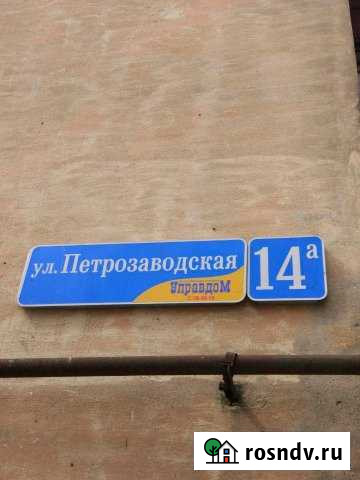 ул. Петрозаводская
14а
Управдом
rosndv.ru